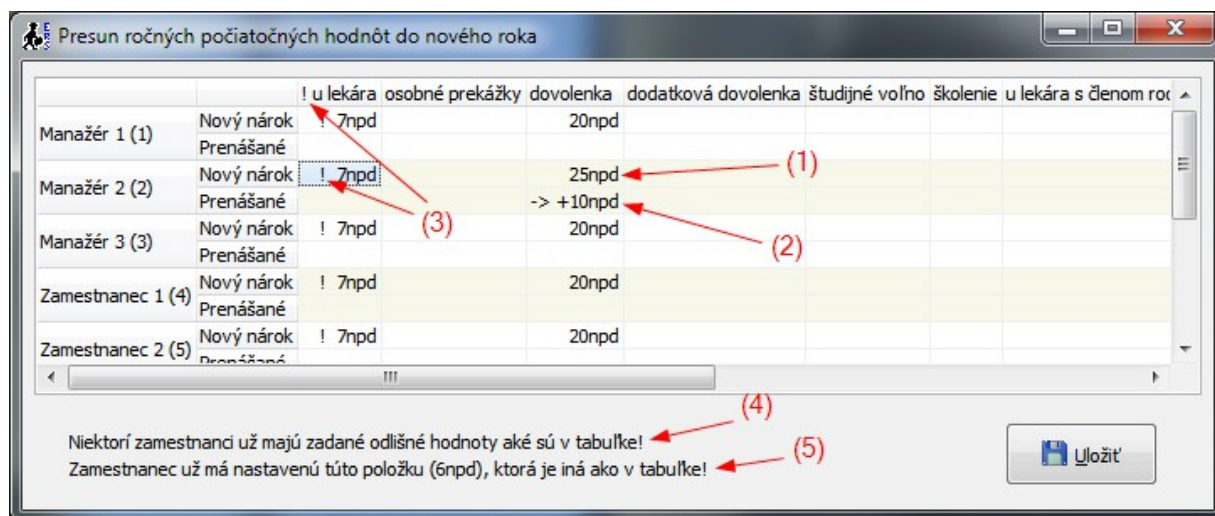 Presun ročných počiatočných hodnôt do nového roka
! u lekára osobné prekážky dovolenka dodatková dovolenka študijné voľno školenie u lekára s členom
Manažér 1 (1) Nový nárok ! 7npd 20npd
Prenášané
Manažér 2 (2) Nový nárok ! 7npd 25npd (1)
Prenášané -> +10npd
(3)
(2)
Manažér 3 (3) Nový nárok ! 7npd 20npd
Prenášané
Zamestnanec 1 (4) Nový nárok ! 7npd 20npd
Prenášané
Zamestnanec 2 (5) Nový nárok ! 7npd 20npd
Prenášané
(4)
Niektorí zamestnanci už majú zadané odlišné hodnoty aké sú v tabuľke!
(5)
Zamestnanec už má nastavenú túto položku (6npd), ktorá je iná ako v tabuľke!
Uložiť